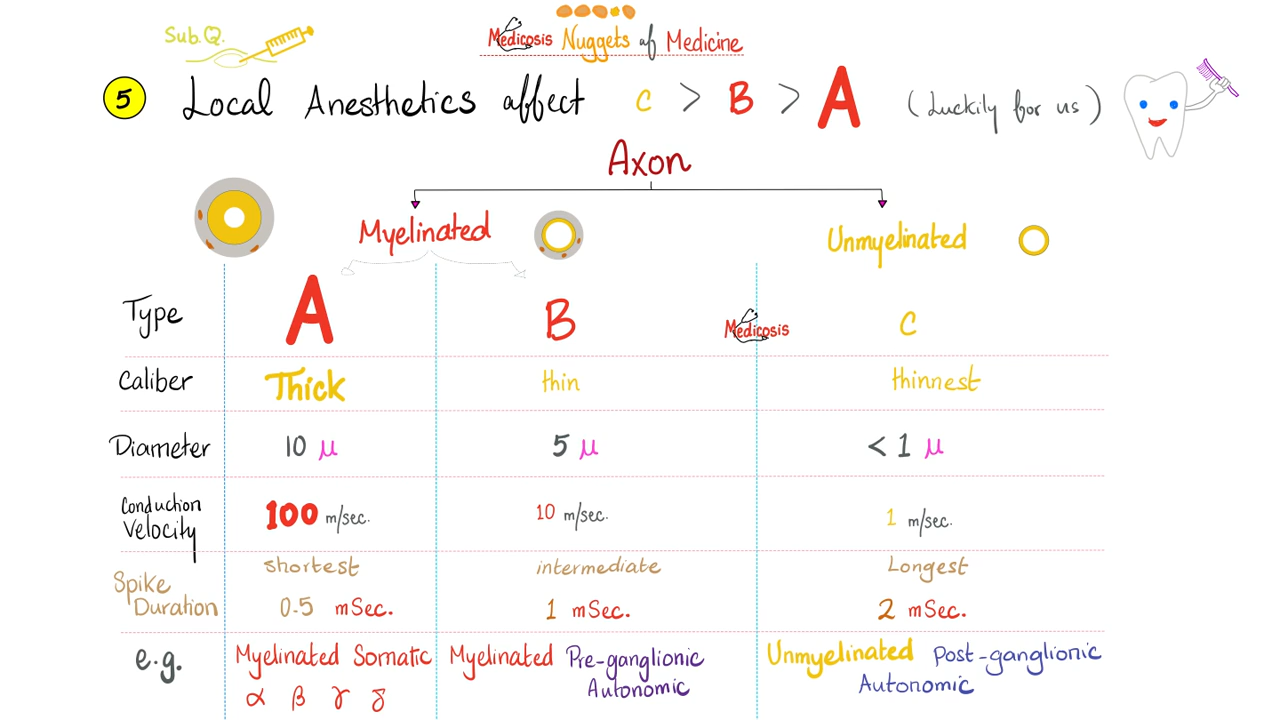 Sub.Q.
Medicosis Nuggets of Medicine
5 Local Anesthetics affect C > B > A (Luckily for us)
Axon
Myelinated Unmyelinated
Type A B C
Medicosis
Caliber Thick thin thinnest
Diameter 10 μ 5 μ < 1 μ
Conduction Velocity 100 m/sec. 10 m/sec. 1 m/sec.
Spike Duration shortest intermediate Longest
0.5 mSec. 1 mSec. 2 mSec.
e.g. Myelinated Somatic Myelinated Pre-ganglionic Unmyelinated Post-ganglionic
α β γ δ Autonomic Autonomic